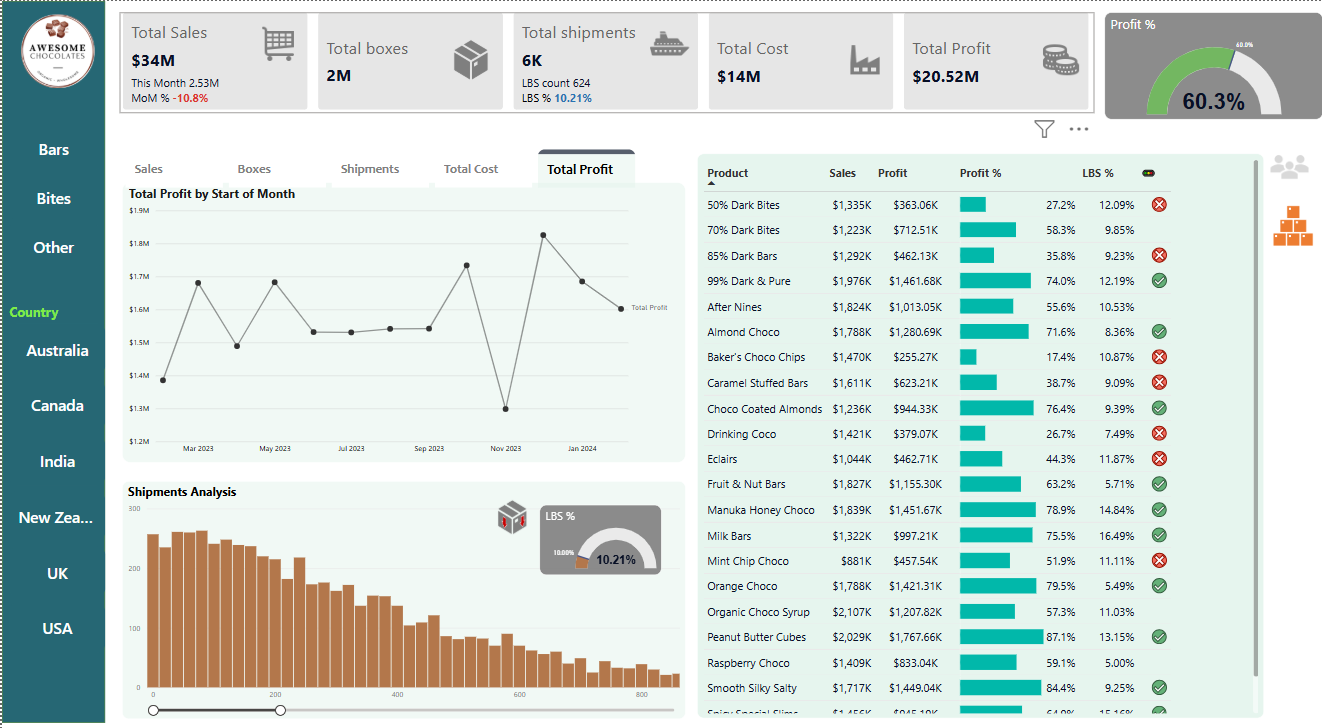 AWESOME
CHOCOLATES
Bars
Bites
Other
Country
Australia
Canada
India
New Zea...
UK
USA
Total Sales
$34M
This Month 2.53M
MoM % -10.8%
Total boxes
2M
Total shipments
6K
LBS count 624
LBS % 10.21%
Total Cost
$14M
Total Profit
$20.52M
Profit %
60.0%
60.3%
Sales Boxes Shipments Total Cost Total Profit
Total Profit by Start of Month
$1.9M
$1.8M
$1.7M
$1.6M
$1.5M
$1.4M
$1.3M
$1.2M
Total Profit
Mar 2023 May 2023 Jul 2023 Sep 2023 Nov 2023 Jan 2024
Shipments Analysis
300
200
100
0
0 200 400 600 800
LBS %
10.00%
10.21%
Product Sales Profit Profit % LBS %
50% Dark Bites $1,335K $363.06K 27.2% 12.09%
70% Dark Bites $1,223K $712.51K 58.3% 9.85%
85% Dark Bars $1,292K $462.13K 35.8% 9.23%
99% Dark & Pure $1,976K $1,461.68K 74.0% 12.19%
After Nines $1,824K $1,013.05K 55.6% 10.53%
Almond Choco $1,788K $1,280.69K 71.6% 8.36%
Baker's Choco Chips $1,470K $255.27K 17.4% 10.87%
Caramel Stuffed Bars $1,611K $623.21K 38.7% 9.09%
Choco Coated Almonds $1,236K $944.33K 76.4% 9.39%
Drinking Coco $1,421K $379.07K 26.7% 7.49%
Eclairs $1,044K $462.71K 44.3% 11.87%
Fruit & Nut Bars $1,827K $1,155.30K 63.2% 5.71%
Manuka Honey Choco $1,839K $1,451.67K 78.9% 14.84%
Milk Bars $1,322K $997.21K 75.5% 16.49%
Mint Chip Choco $881K $457.54K 51.9% 11.11%
Orange Choco $1,788K $1,421.31K 79.5% 5.49%
Organic Choco Syrup $2,107K $1,207.82K 57.3% 11.03%
Peanut Butter Cubes $2,029K $1,767.66K 87.1% 13.15%
Raspberry Choco $1,409K $833.04K 59.1% 5.00%
Smooth Silky Salty $1,717K $1,449.04K 84.4% 9.25%